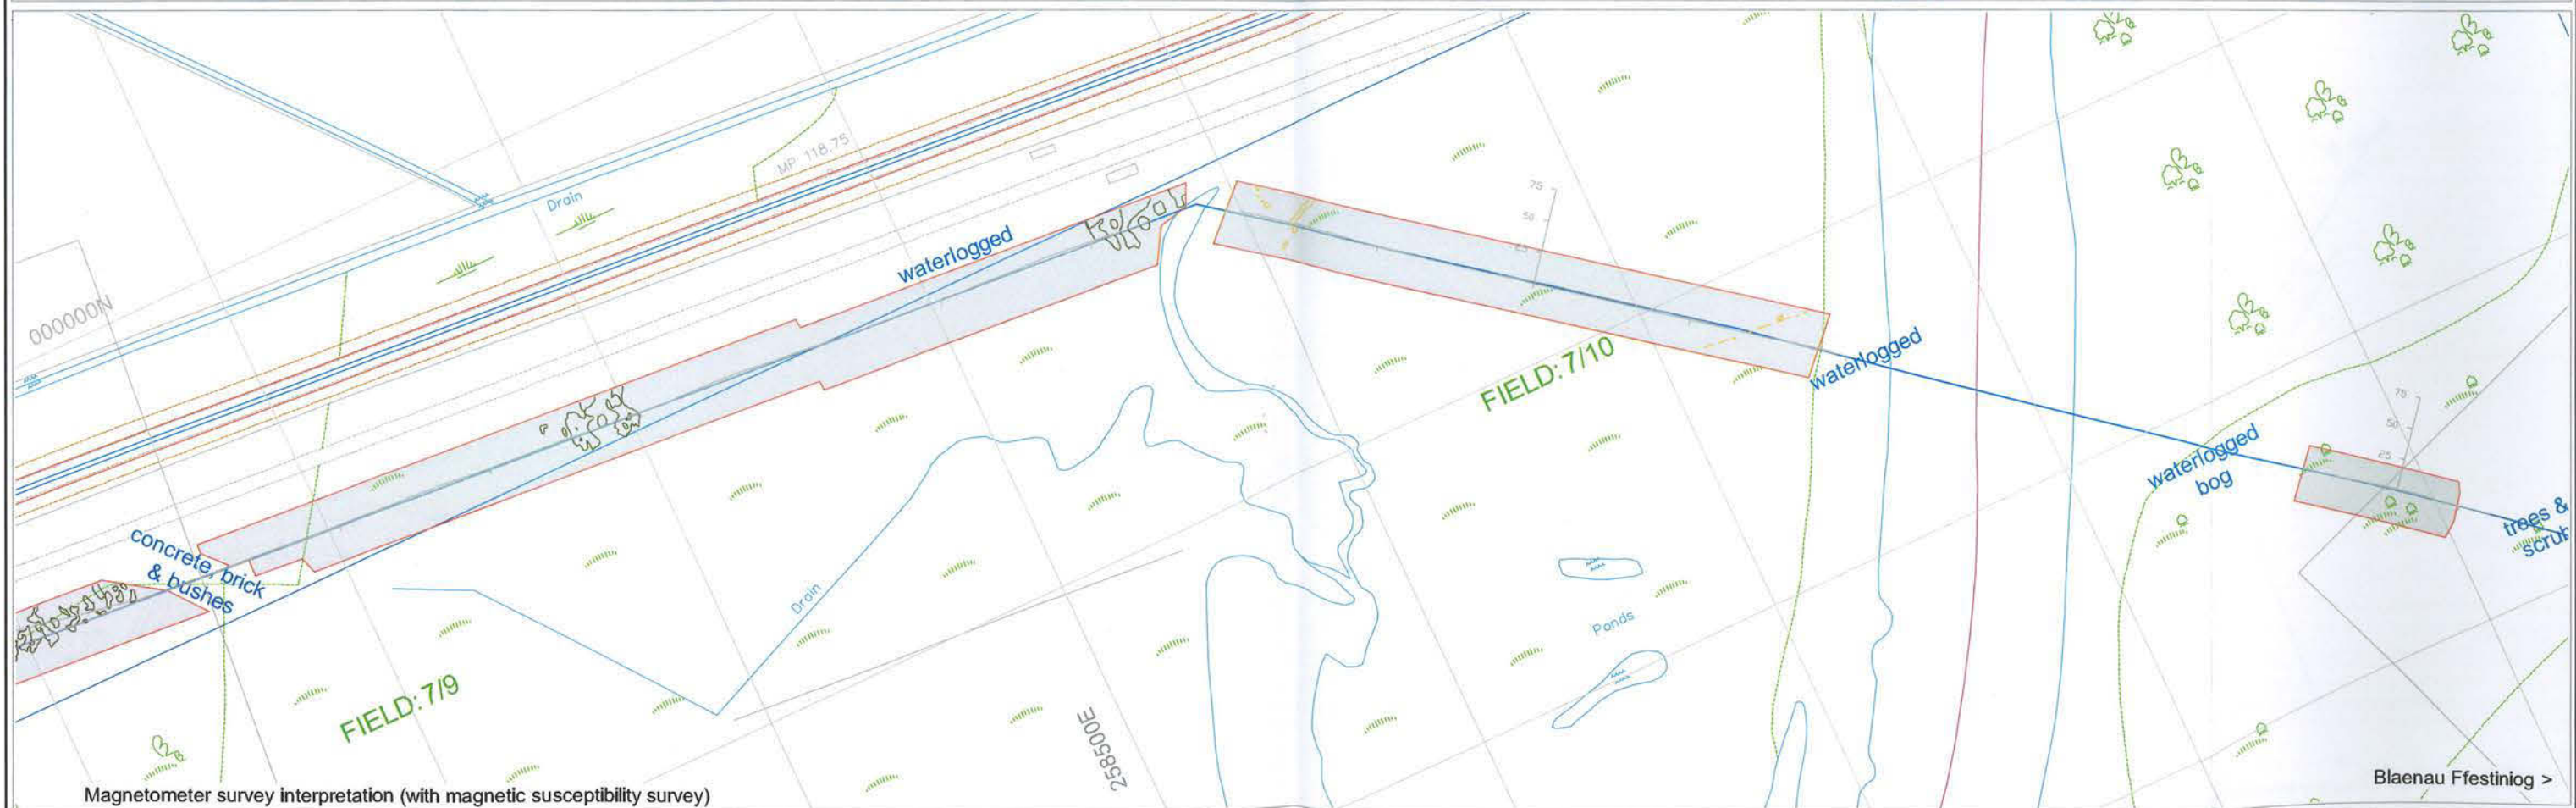 Drain
MP 118.75
000000N
waterlogged
75
50
25
FIELD: 7/10
waterlogged
75
50
25
waterlogged
bog
trees &
scrub
concrete, brick
& bushes
Drain
Ponds
FIELD: 7/9
258500E
Blaenau Ffestiniog >
Magnetometer survey interpretation (with magnetic susceptibility survey)